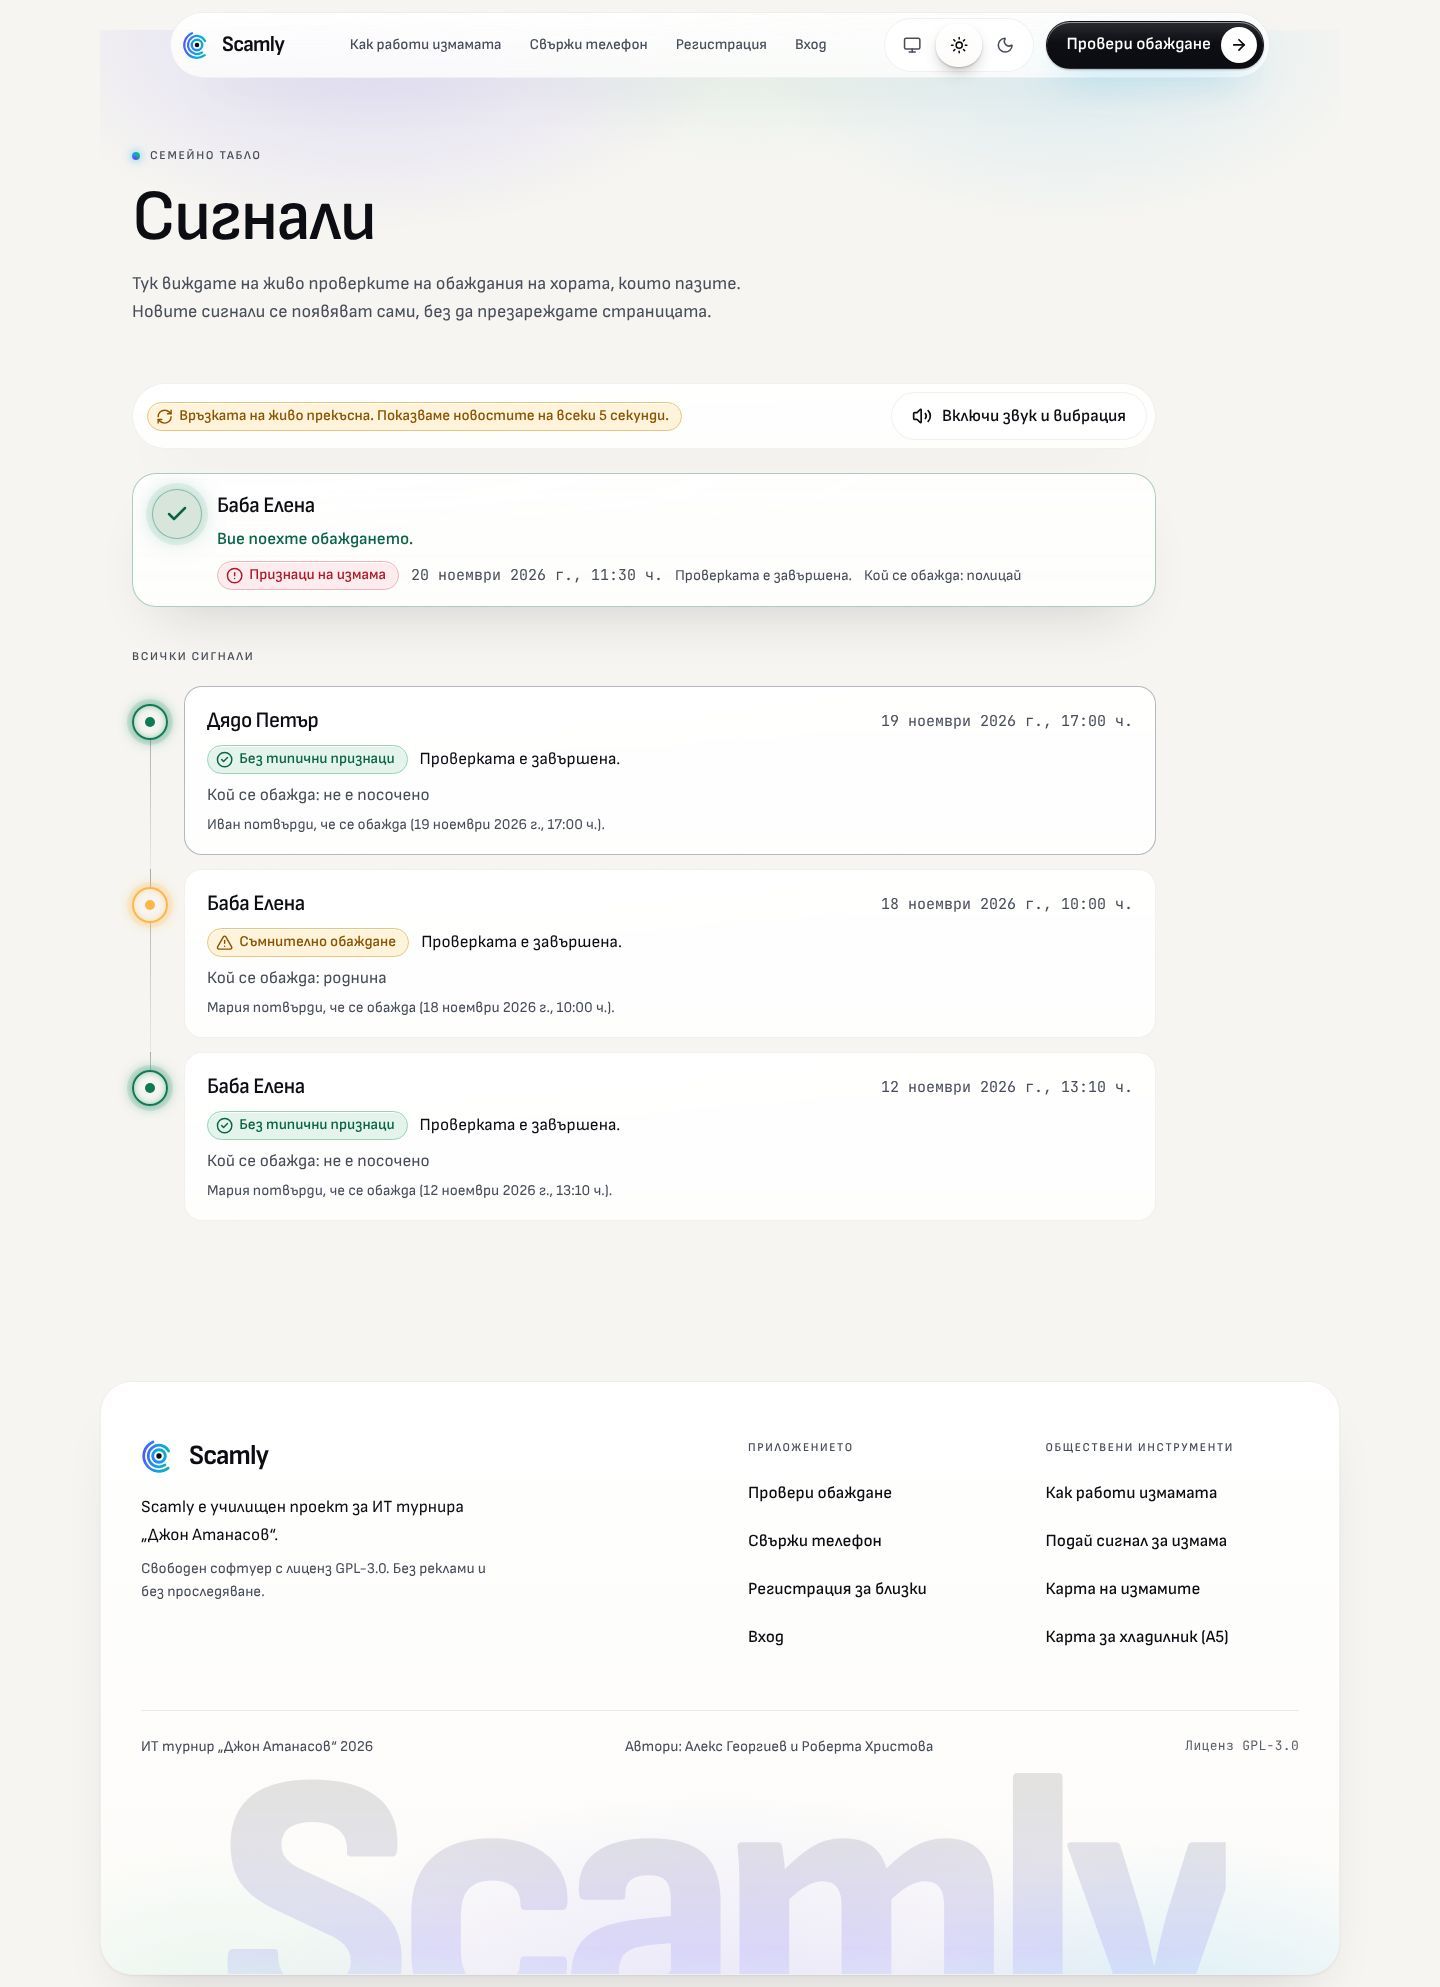 Scamly
Как работи измамата
Свържи телефон
Регистрация
Вход
Провери обаждане
СЕМЕЙНО ТАБЛО
Сигнали
Тук виждате на живо проверките на обаждания на хората, които пазите.
Новите сигнали се появяват сами, без да презареждате страницата.
Връзката на живо прекъсна. Показваме новостите на всеки 5 секунди.
Включи звук и вибрация
Баба Елена
Вие поехте обаждането.
Признаци на измама 20 ноември 2026 г., 11:30 ч. Проверката е завършена. Кой се обажда: полицай
ВСИЧКИ СИГНАЛИ
Дядо Петър 19 ноември 2026 г., 17:00 ч.
Без типични признаци Проверката е завършена.
Кой се обажда: не е посочено
Иван потвърди, че се обажда (19 ноември 2026 г., 17:00 ч.).
Баба Елена 18 ноември 2026 г., 10:00 ч.
Съмнително обаждане Проверката е завършена.
Кой се обажда: роднина
Мария потвърди, че се обажда (18 ноември 2026 г., 10:00 ч.).
Баба Елена 12 ноември 2026 г., 13:10 ч.
Без типични признаци Проверката е завършена.
Кой се обажда: не е посочено
Мария потвърди, че се обажда (12 ноември 2026 г., 13:10 ч.).
Scamly
Scamly е училищен проект за ИТ турнира
„Джон Атанасов“.
Свободен софтуер с лиценз GPL-3.0. Без реклами и
без проследяване.
ПРИЛОЖЕНИЕТО
Провери обаждане
Свържи телефон
Регистрация за близки
Вход
ОБЩЕСТВЕНИ ИНСТРУМЕНТИ
Как работи измамата
Подай сигнал за измама
Карта на измамите
Карта за хладилник (А5)
ИТ турнир „Джон Атанасов“ 2026
Автори: Алекс Георгиев и Роберта Христова
Лиценз GPL-3.0
Scamly